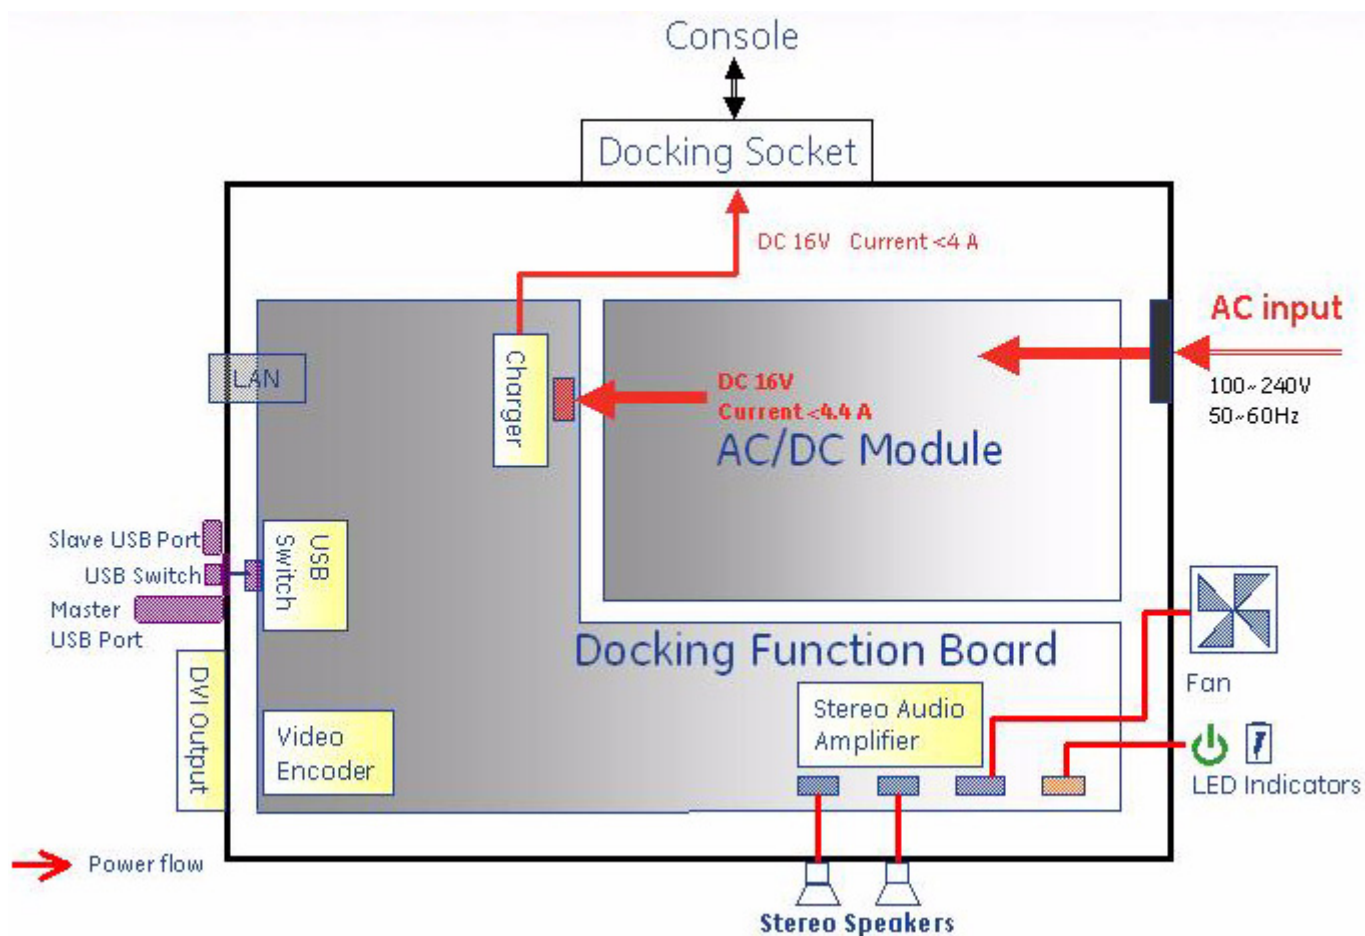 Console
Docking Socket
DC 16V Current <4 A
AC input
100~240V
50~60Hz
LAN
Charger
DC 16V
Current <4.4 A
AC/DC Module
Slave USB Port
USB Switch
Master
USB Port
USB
Switch
Docking Function Board
Fan
DVI Output
Video
Encoder
Stereo Audio
Amplifier
LED Indicators
Power flow
Stereo Speakers